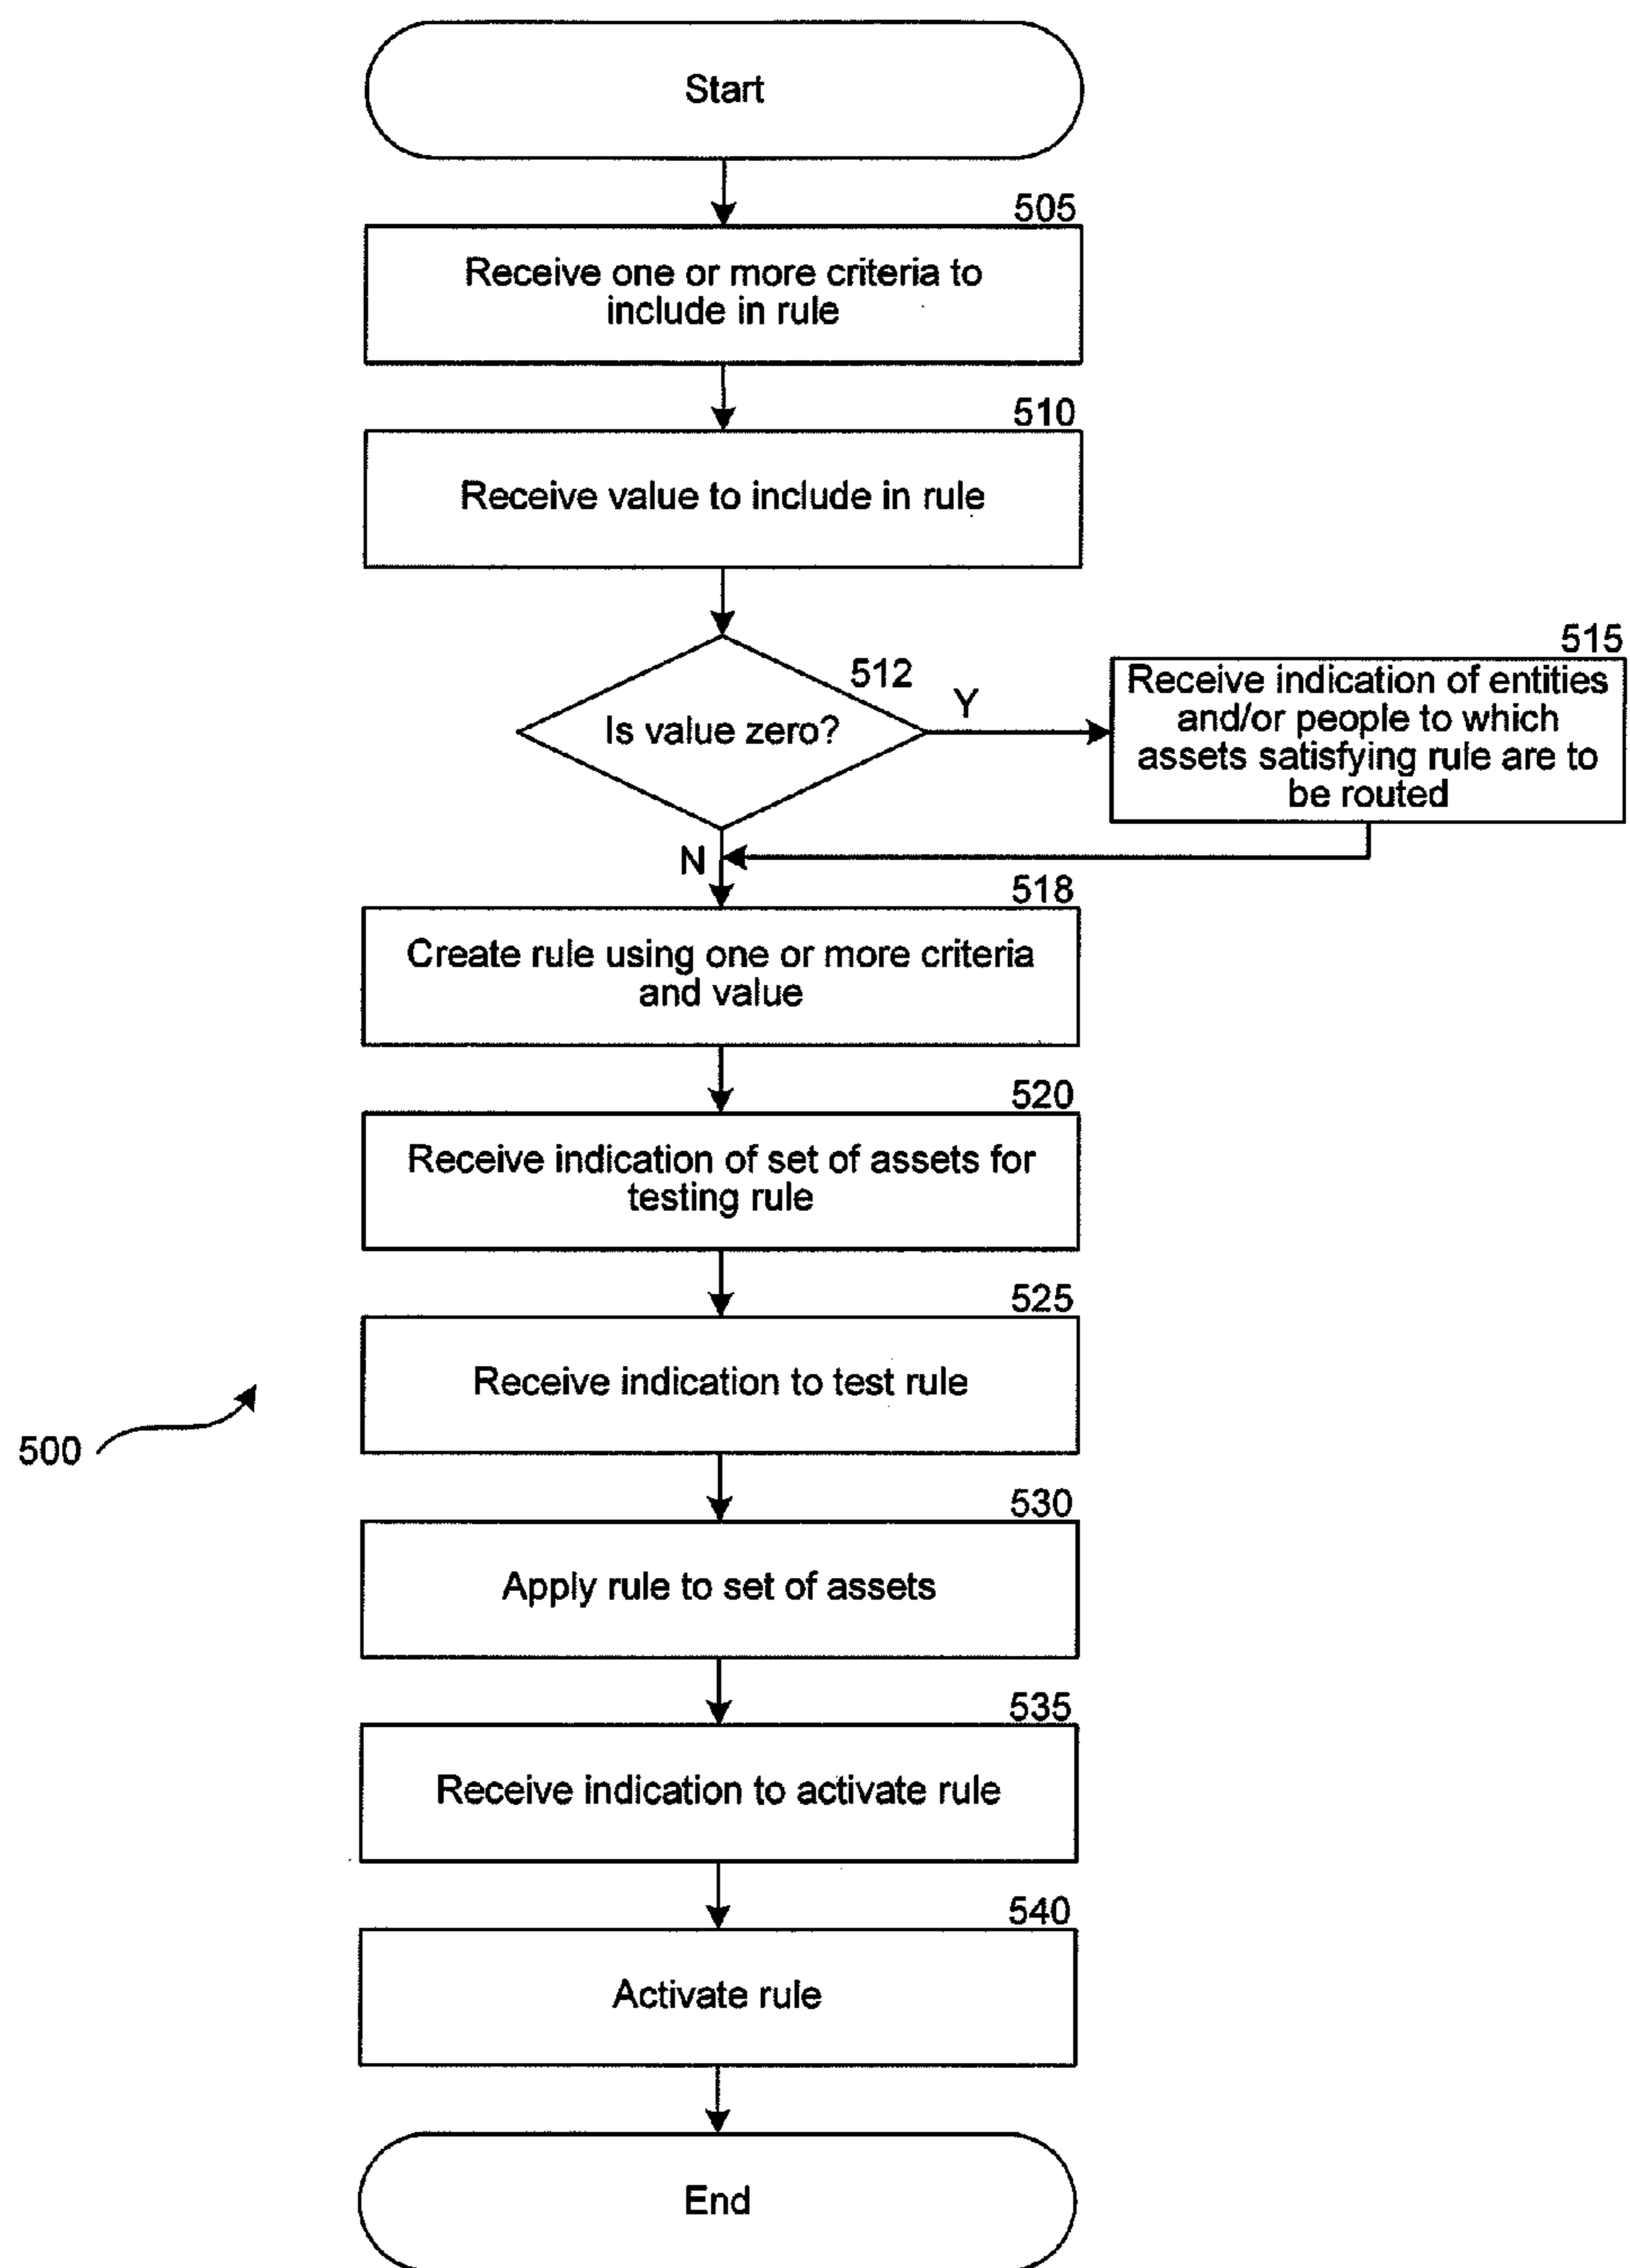 Start
505
Receive one or more criteria to
include in rule
510
Receive value to include in rule
512
Is value zero?
Y
515
Receive indication of entities
and/or people to which
assets satisfying rule are to
be routed
N
518
Create rule using one or more criteria
and value
520
Receive indication of set of assets for
testing rule
525
Receive indication to test rule
500
530
Apply rule to set of assets
535
Receive indication to activate rule
540
Activate rule
End